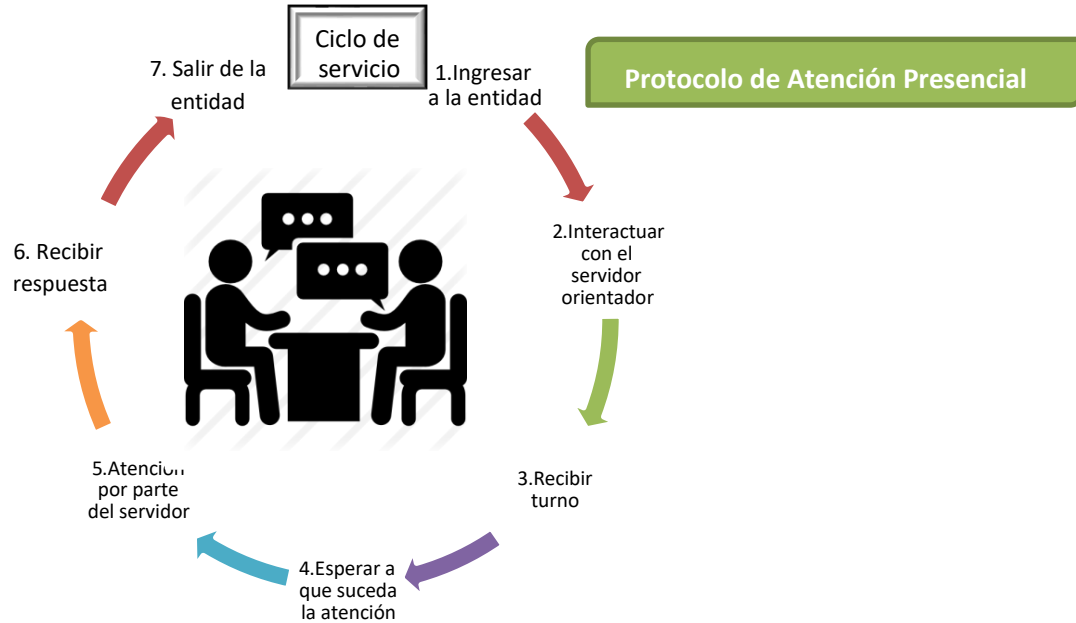 Ciclo de
servicio
Protocolo de Atención Presencial
1.Ingresar
a la entidad
2.Interactuar
con el
servidor
orientador
3.Recibir
turno
4.Esperar a
que suceda
la atención
5.Atención
por parte
del servidor
6. Recibir
respuesta
7. Salir de la
entidad